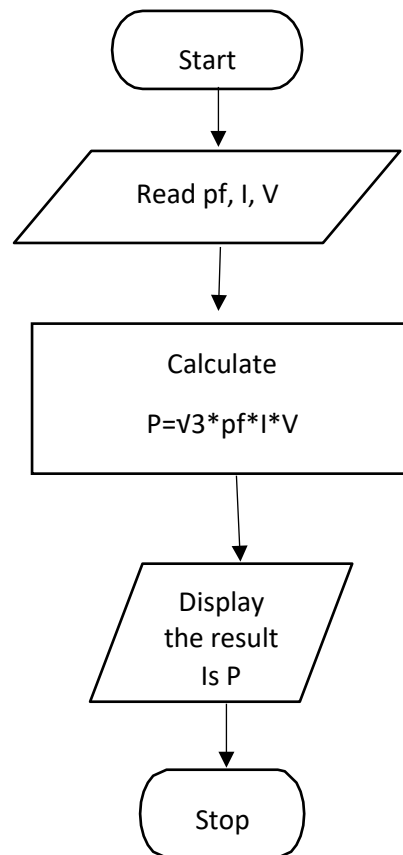 Start
Read pf, I, V
Calculate
P=√3*pf*I*V
Display
the result
Is P
Stop